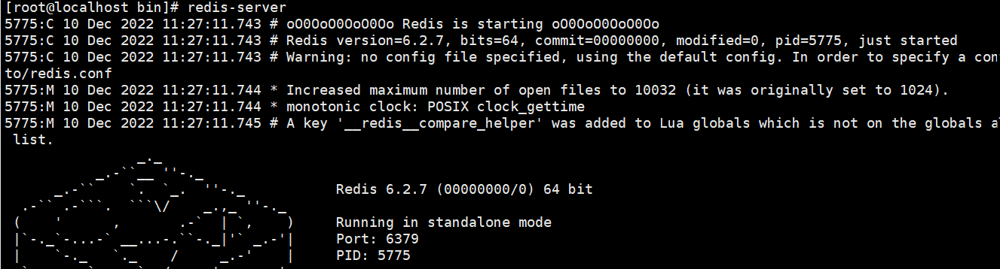 [root@localhost bin]# redis-server
5775:C 10 Dec 2022 11:27:11.743 # oO0OoO0OoO0Oo Redis is starting oO0OoO0OoO0Oo
5775:C 10 Dec 2022 11:27:11.743 # Redis version=6.2.7, bits=64, commit=00000000, modified=0, pid=5775, just started
5775:C 10 Dec 2022 11:27:11.743 # Warning: no config file specified, using the default config. In order to specify a
to/redis.conf
5775:M 10 Dec 2022 11:27:11.744 * Increased maximum number of open files to 10032 (it was originally set to 1024).
5775:M 10 Dec 2022 11:27:11.744 * monotonic clock: POSIX clock_gettime
5775:M 10 Dec 2022 11:27:11.745 # A key '__redis__compare_helper' was added to Lua globals which is not on the globals
list.
Redis 6.2.7 (00000000/0) 64 bit
Running in standalone mode
Port: 6379
PID: 5775